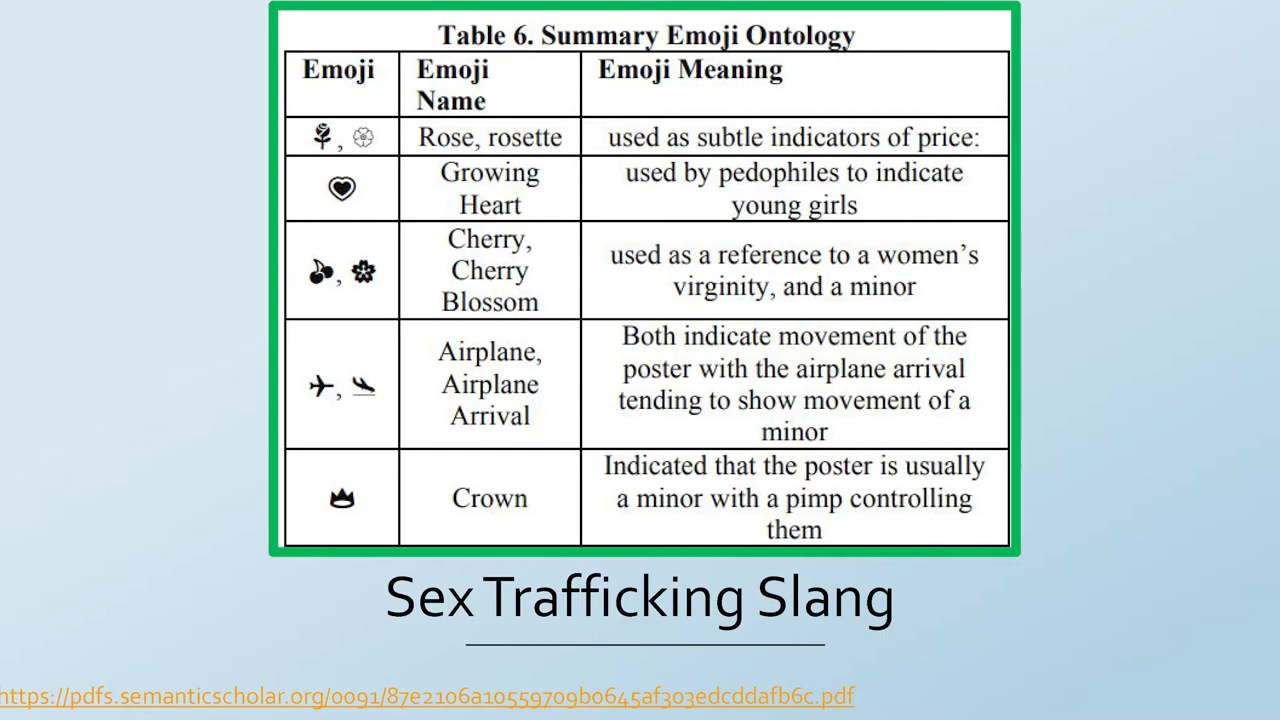 Table 6. Summary Emoji Ontology
Emoji
Emoji
Name
Emoji Meaning
,
Rose, rosette
used as subtle indicators of price:
Growing
Heart
used by pedophiles to indicate
young girls
,
Cherry,
Cherry
Blossom
used as a reference to a women's
virginity, and a minor
,
Airplane,
Airplane
Arrival
Both indicate movement of the
poster with the airplane arrival
tending to show movement of a
minor
Crown
Indicated that the poster is usually
a minor with a pimp controlling
them
Sex Trafficking Slang
https://pdfs.semanticscholar.org/0091/87e2106a10559709b0645af303edcddafb6c.pdf